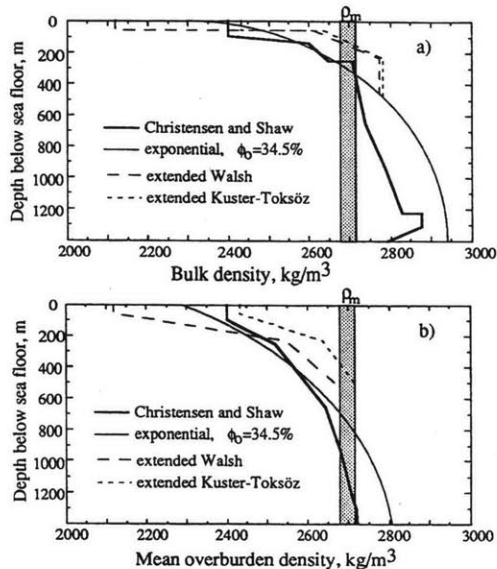 ρm
0
200
400
600
800
1000
1200
Depth below sea floor, m
a)
Christensen and Shaw
exponential, ϕo=34.5%
extended Walsh
extended Kuster-Toksöz
2000 2200 2400 2600 2800 3000
Bulk density, kg/m3
ρm
0
200
400
600
800
1000
1200
Depth below sea floor, m
b)
Christensen and Shaw
exponential, ϕo=34.5%
extended Walsh
extended Kuster-Toksöz
2000 2200 2400 2600 2800 3000
Mean overburden density, kg/m3